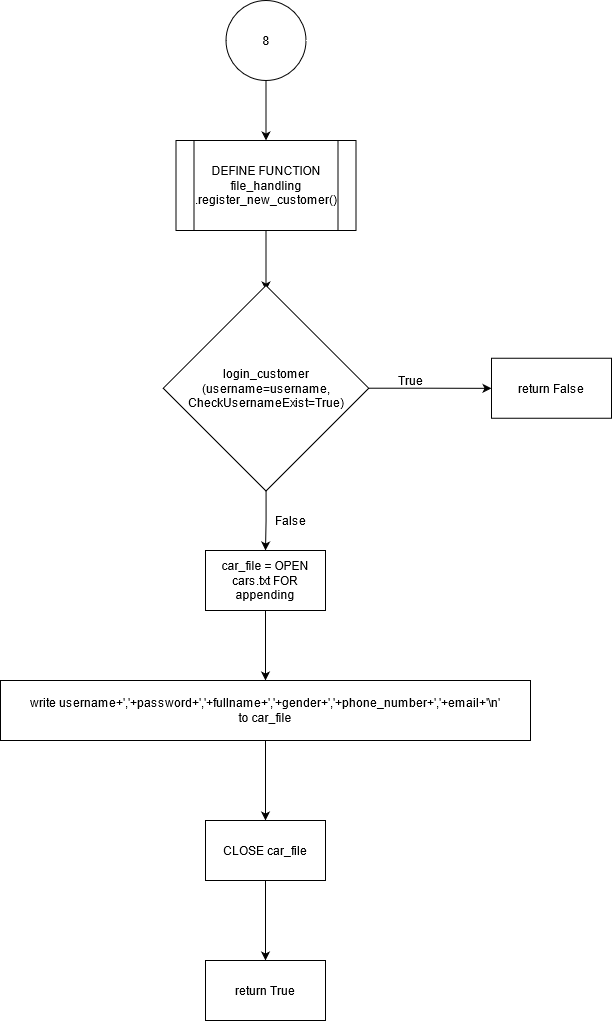 8
DEFINE FUNCTION
file_handling
.register_new_customer()
login_customer
(username=username,
CheckUsernameExist=True)
True
return False
False
car_file = OPEN
cars.txt FOR
appending
write username+','+password+','+fullname+','+gender+','+phone_number+','+email+'\n'
to car_file
CLOSE car_file
return True